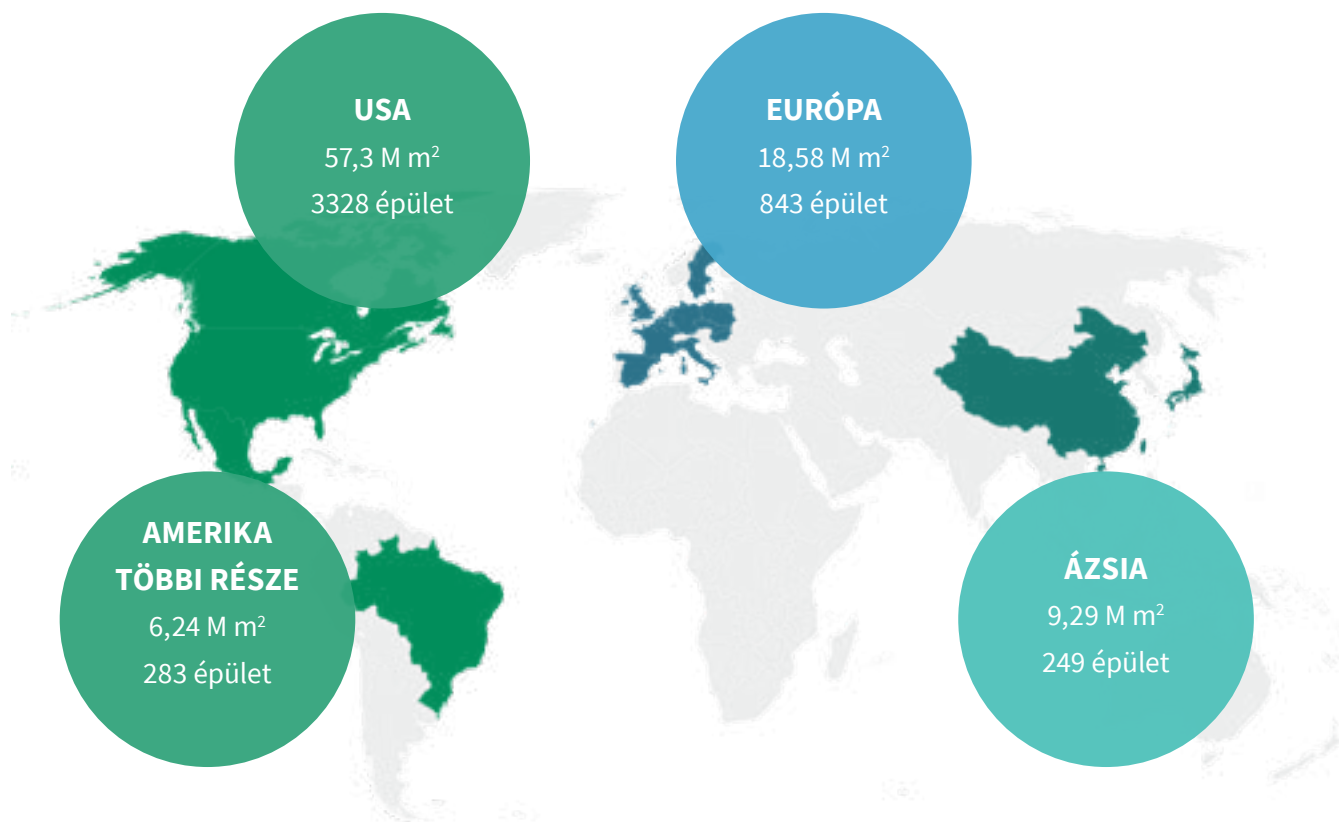 USA
57,3 M m²
3328 épület
EURÓPA
18,58 M m²
843 épület
AMERIKA
TÖBBI RÉSZE
6,24 M m²
283 épület
ÁZSIA
9,29 M m²
249 épület